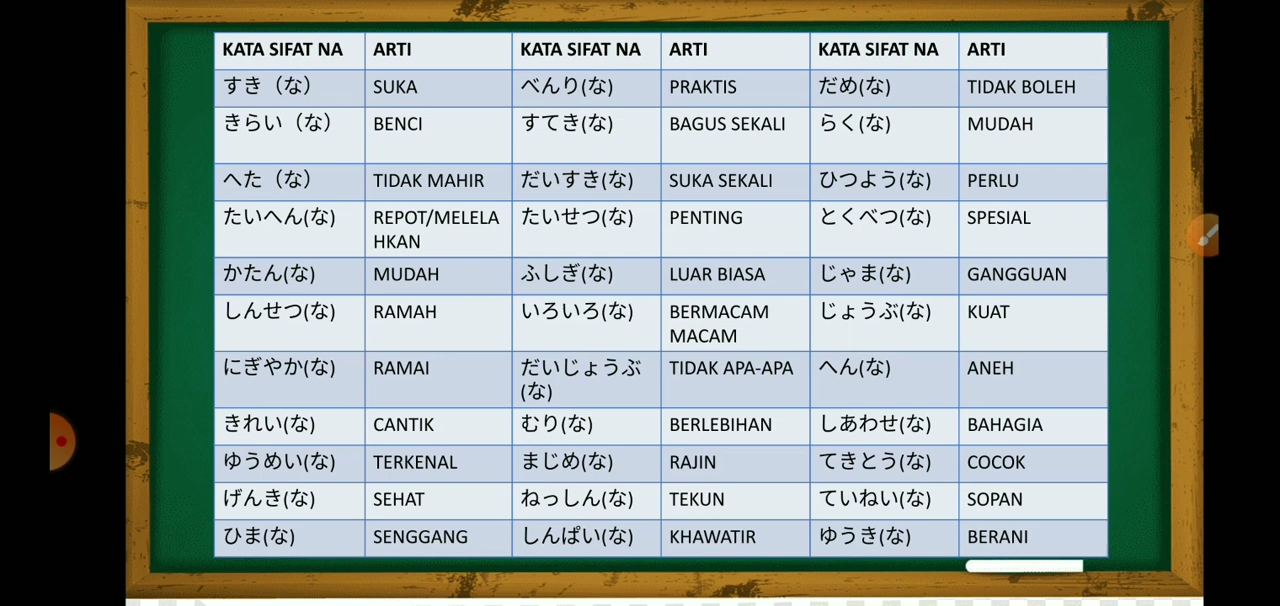 KATA SIFAT NA ARTI KATA SIFAT NA ARTI KATA SIFAT NA ARTI
すき（な） SUKA べんり(な) PRAKTIS だめ(な) TIDAK BOLEH
きらい（な） BENCI すてき(な) BAGUS SEKALI らく(な) MUDAH
へた（な） TIDAK MAHIR だいすき(な) SUKA SEKALI ひつよう(な) PERLU
たいへん(な) REPOT/MELELA たいせつ(な) PENTING とくべつ(な) SPESIAL
HKAN
かたん(な) MUDAH ふしぎ(な) LUAR BIASA じゃま(な) GANGGUAN
しんせつ(な) RAMAH いろいろ(な) BERMACAM じょうぶ(な) KUAT
MACAM
にぎやか(な) RAMAI だいじょうぶ TIDAK APA-APA へん(な) ANEH
(な)
きれい(な) CANTIK むり(な) BERLEBIHAN しあわせ(な) BAHAGIA
ゆうめい(な) TERKENAL まじめ(な) RAJIN てきとう(な) COCOK
げんき(な) SEHAT ねっしん(な) TEKUN ていねい(な) SOPAN
ひま(な) SENGGANG しんぱい(な) KHAWATIR ゆうき(な) BERANI